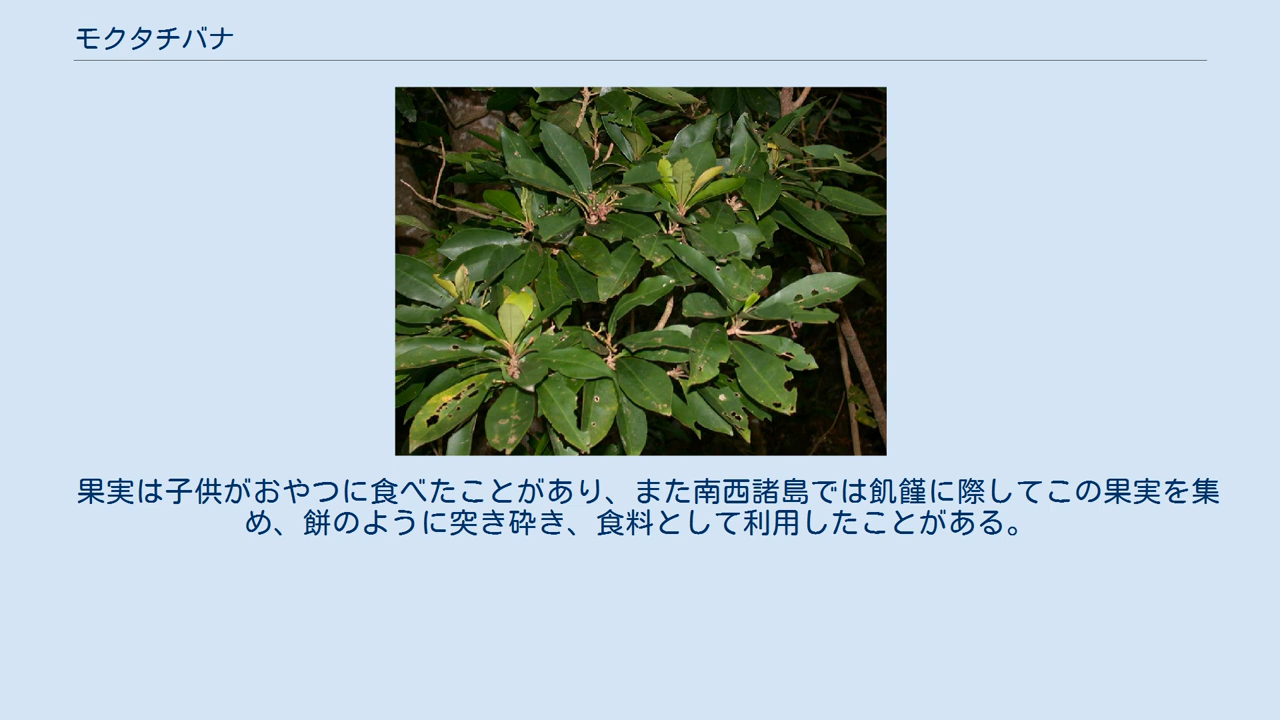 モクタチバナ
果実は子供がおやつに食べたことがあり、また南西諸島では飢饉に際してこの果実を集
め、餅のように突き砕き、食料として利用したことがある。